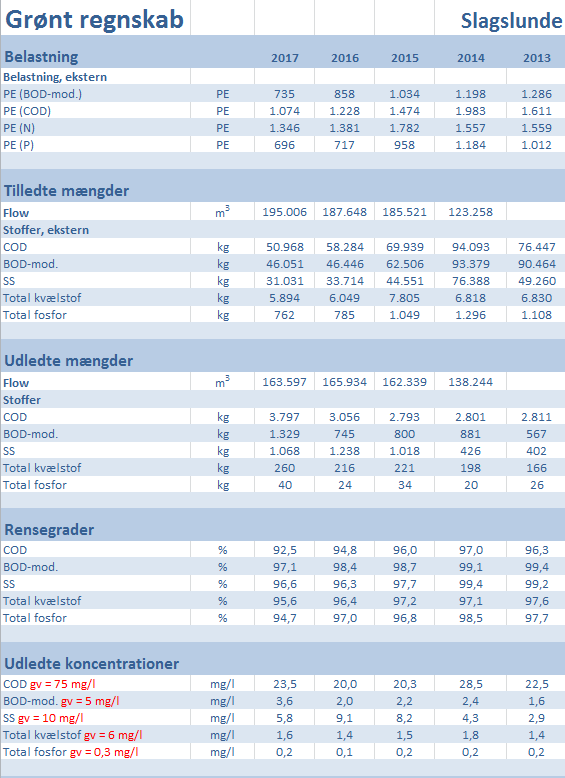 Grønt regnskab Slagslunde
Belastning 2017 2016 2015 2014 2013
Belastning, ekstern
PE (BOD-mod.) PE 735 858 1.034 1.198 1.286
PE (COD) PE 1.074 1.228 1.474 1.983 1.611
PE (N) PE 1.346 1.381 1.782 1.557 1.559
PE (P) PE 696 717 958 1.184 1.012
Tilledte mængder
Flow m³ 195.006 187.648 185.521 123.258
Stoffer, ekstern
COD kg 50.968 58.284 69.939 94.093 76.447
BOD-mod. kg 46.051 46.446 62.506 93.379 90.464
SS kg 31.031 33.714 44.551 76.388 49.260
Total kvælstof kg 5.894 6.049 7.805 6.818 6.830
Total fosfor kg 762 785 1.049 1.296 1.108
Udledte mængder
Flow m³ 163.597 165.934 162.339 138.244
Stoffer
COD kg 3.797 3.056 2.793 2.801 2.811
BOD-mod. kg 1.329 745 800 881 567
SS kg 1.068 1.238 1.018 426 402
Total kvælstof kg 260 216 221 198 166
Total fosfor kg 40 24 34 20 26
Rensegrader
COD % 92,5 94,8 96,0 97,0 96,3
BOD-mod. % 97,1 98,4 98,7 99,1 99,4
SS % 96,6 96,3 97,7 99,4 99,2
Total kvælstof % 95,6 96,4 97,2 97,1 97,6
Total fosfor % 94,7 97,0 96,8 98,5 97,7
Udledte koncentrationer
COD gv = 75 mg/l mg/l 23,5 20,0 20,3 28,5 22,5
BOD-mod. gv = 5 mg/l mg/l 3,6 2,0 2,2 2,4 1,6
SS gv = 10 mg/l mg/l 5,8 9,1 8,2 4,3 2,9
Total kvælstof gv = 6 mg/l mg/l 1,6 1,4 1,5 1,8 1,4
Total fosfor gv = 0,3 mg/l mg/l 0,2 0,1 0,2 0,2 0,2